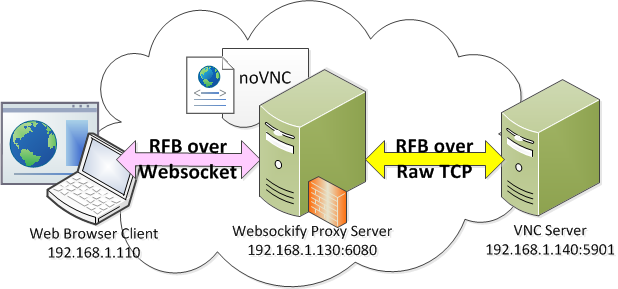 noVNC
RFB over
Websocket
RFB over
Raw TCP
Web Browser Client
192.168.1.110
Websockify Proxy Server
192.168.1.130:6080
VNC Server
192.168.1.140:5901